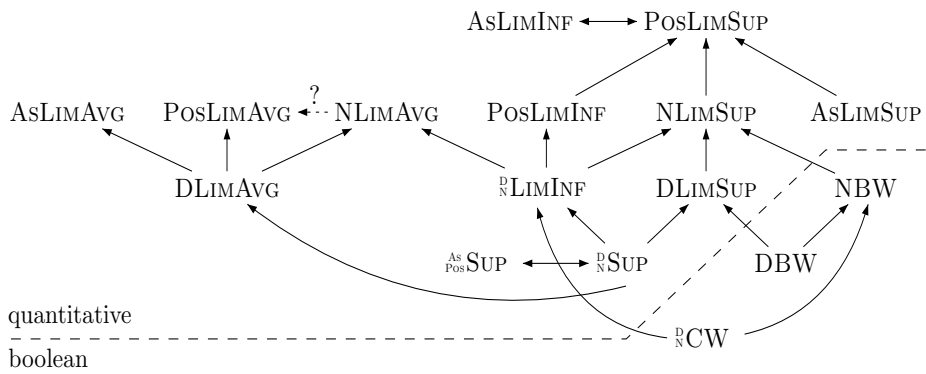 AsLimInf PosLimSup
?
AsLimAvg PosLimAvg NLimAvg PosLimInf NLimSup AsLimSup
DLimAvg D N LimInf DLimSup NBW
As Pos Sup D N Sup DBW
quantitative
D N CW
boolean